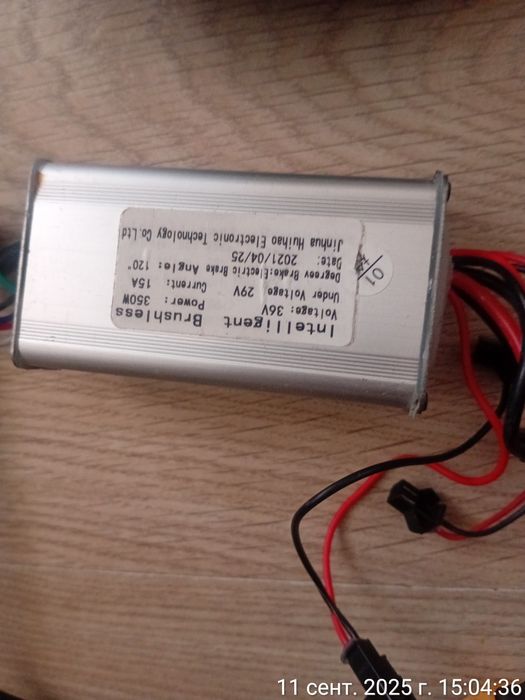 Intelligent Brushless
Voltage: 36V Power: 350W
Under Voltage 29V Current: 15A
Degreev Brake:Electric Brake Angle: 120°
Date: 2021/04/25
Jinhua Huihao Electronic Technology Co.Ltd
01
11 сент. 2025 г. 15:04:36